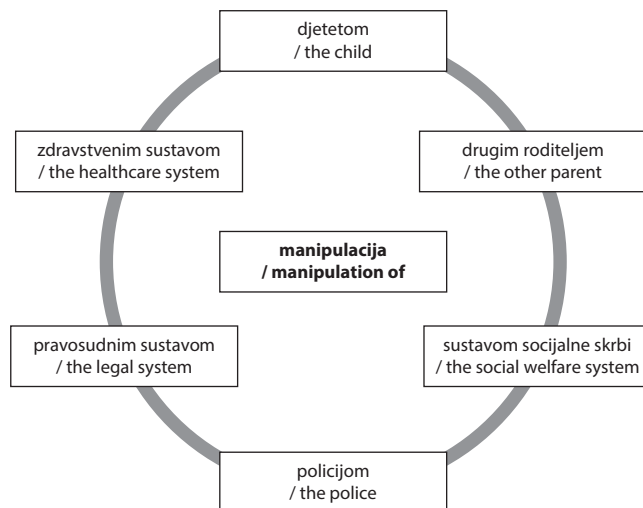 djetetom
/ the child
zdravstvenim sustavom
/ the healthcare system
drugim roditeljem
/ the other parent
manipulacija
/ manipulation of
pravosudnim sustavom
/ the legal system
sustavom socijalne skrbi
/ the social welfare system
policijom
/ the police